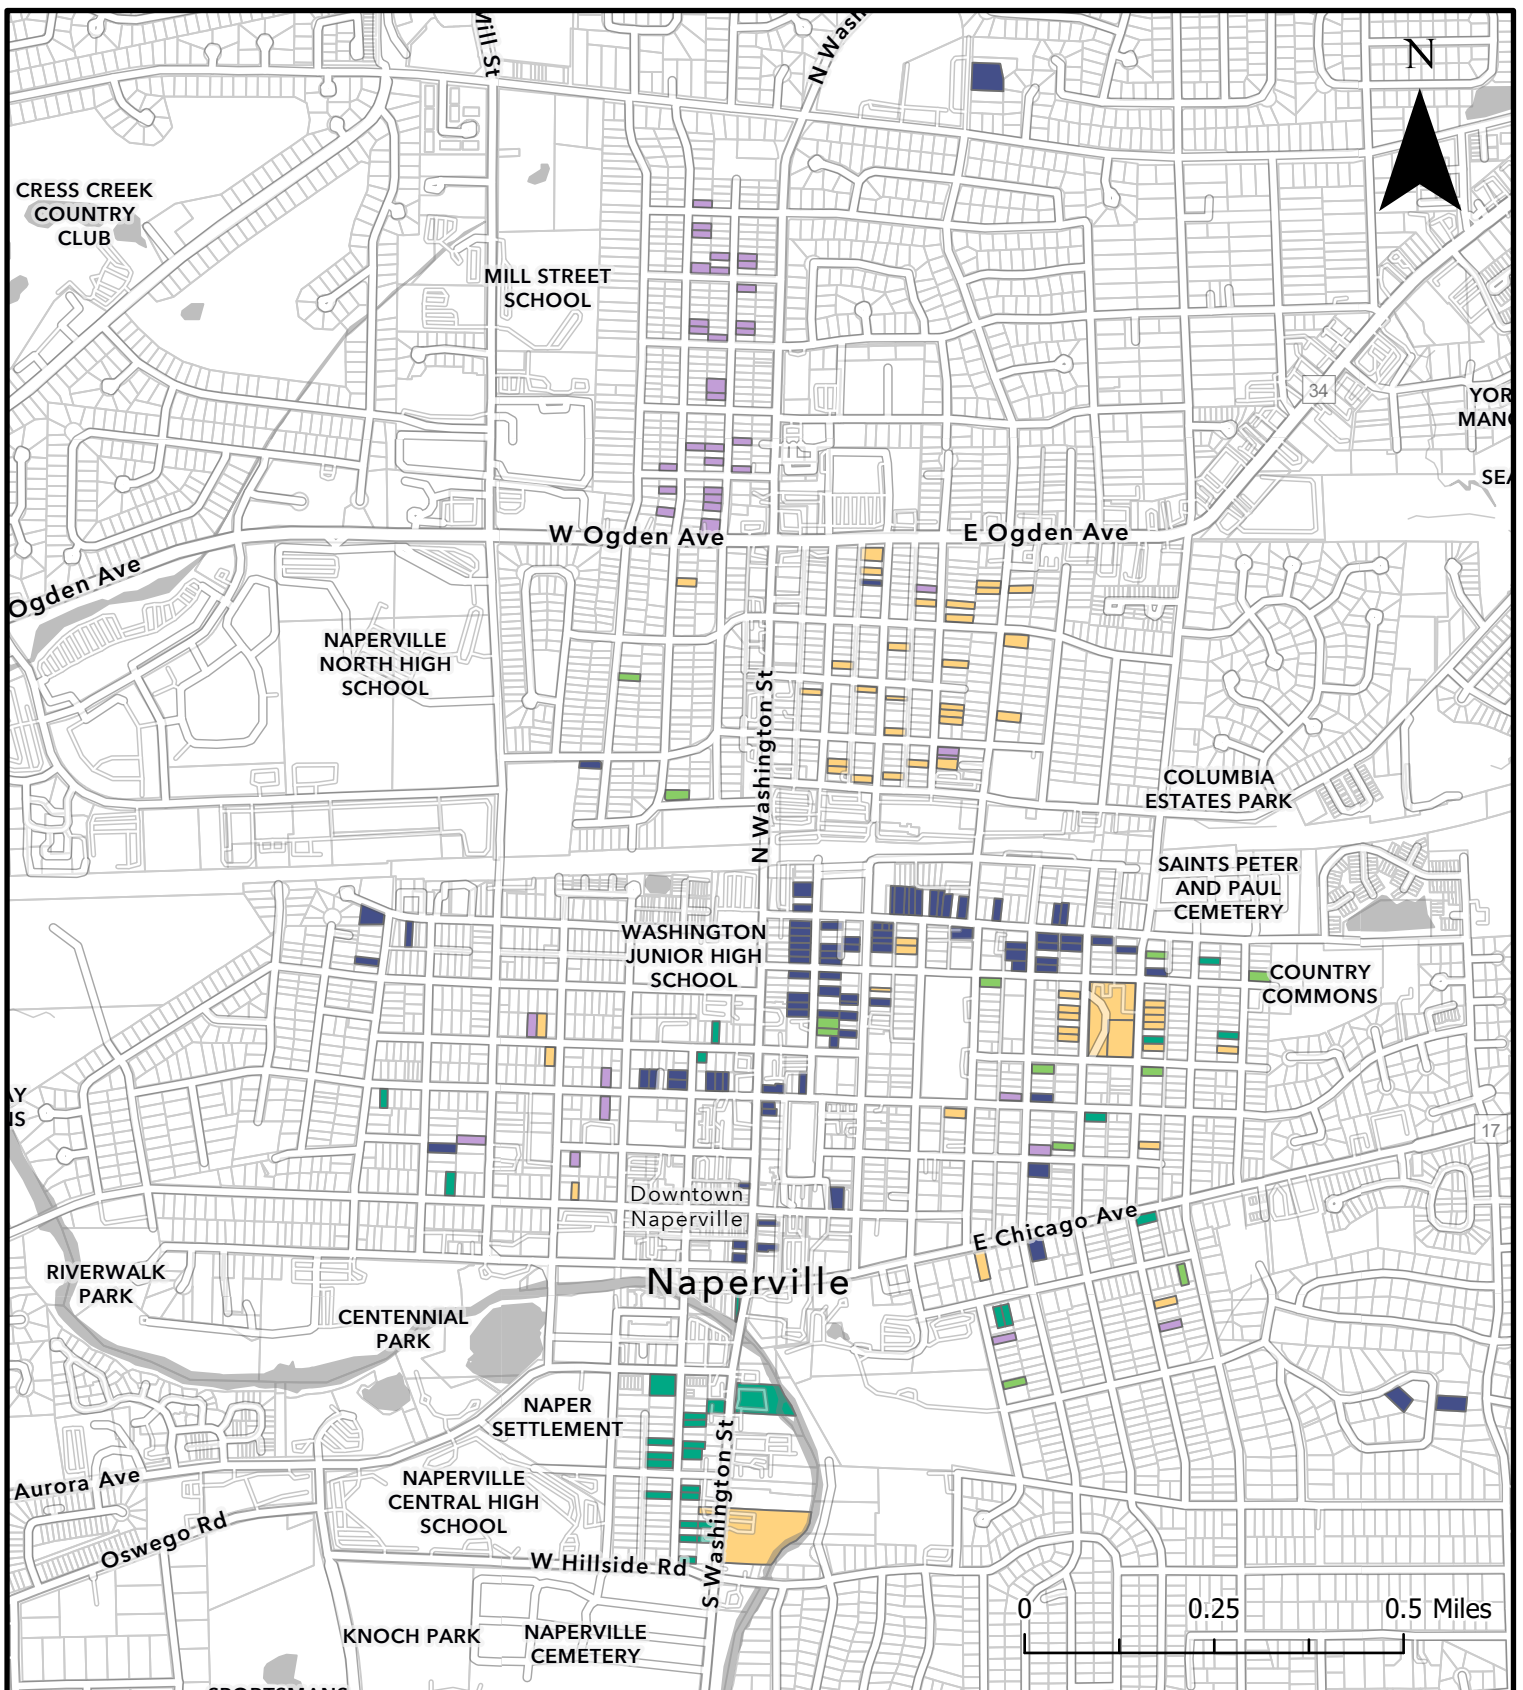 Mill St
N Wash
N
CRESS CREEK
COUNTRY
CLUB
MILL STREET
SCHOOL
34
YOR
MAN
SEA
W Ogden Ave
E Ogden Ave
Ogden Ave
NAPERVILLE
NORTH HIGH
SCHOOL
N Washington St
COLUMBIA
ESTATES PARK
SAINTS PETER
AND PAUL
CEMETERY
WASHINGTON
JUNIOR HIGH
SCHOOL
COUNTRY
COMMONS
AY
NS
17
Downtown
Naperville
E Chicago Ave
RIVERWALK
PARK
Naperville
CENTENNIAL
PARK
NAPER
SETTLEMENT
S Washington St
Aurora Ave
NAPERVILLE
CENTRAL HIGH
SCHOOL
Oswego Rd
W Hillside Rd
0
0.25
0.5 Miles
KNOCH PARK
NAPERVILLE
CEMETERY
SPORTSMANS